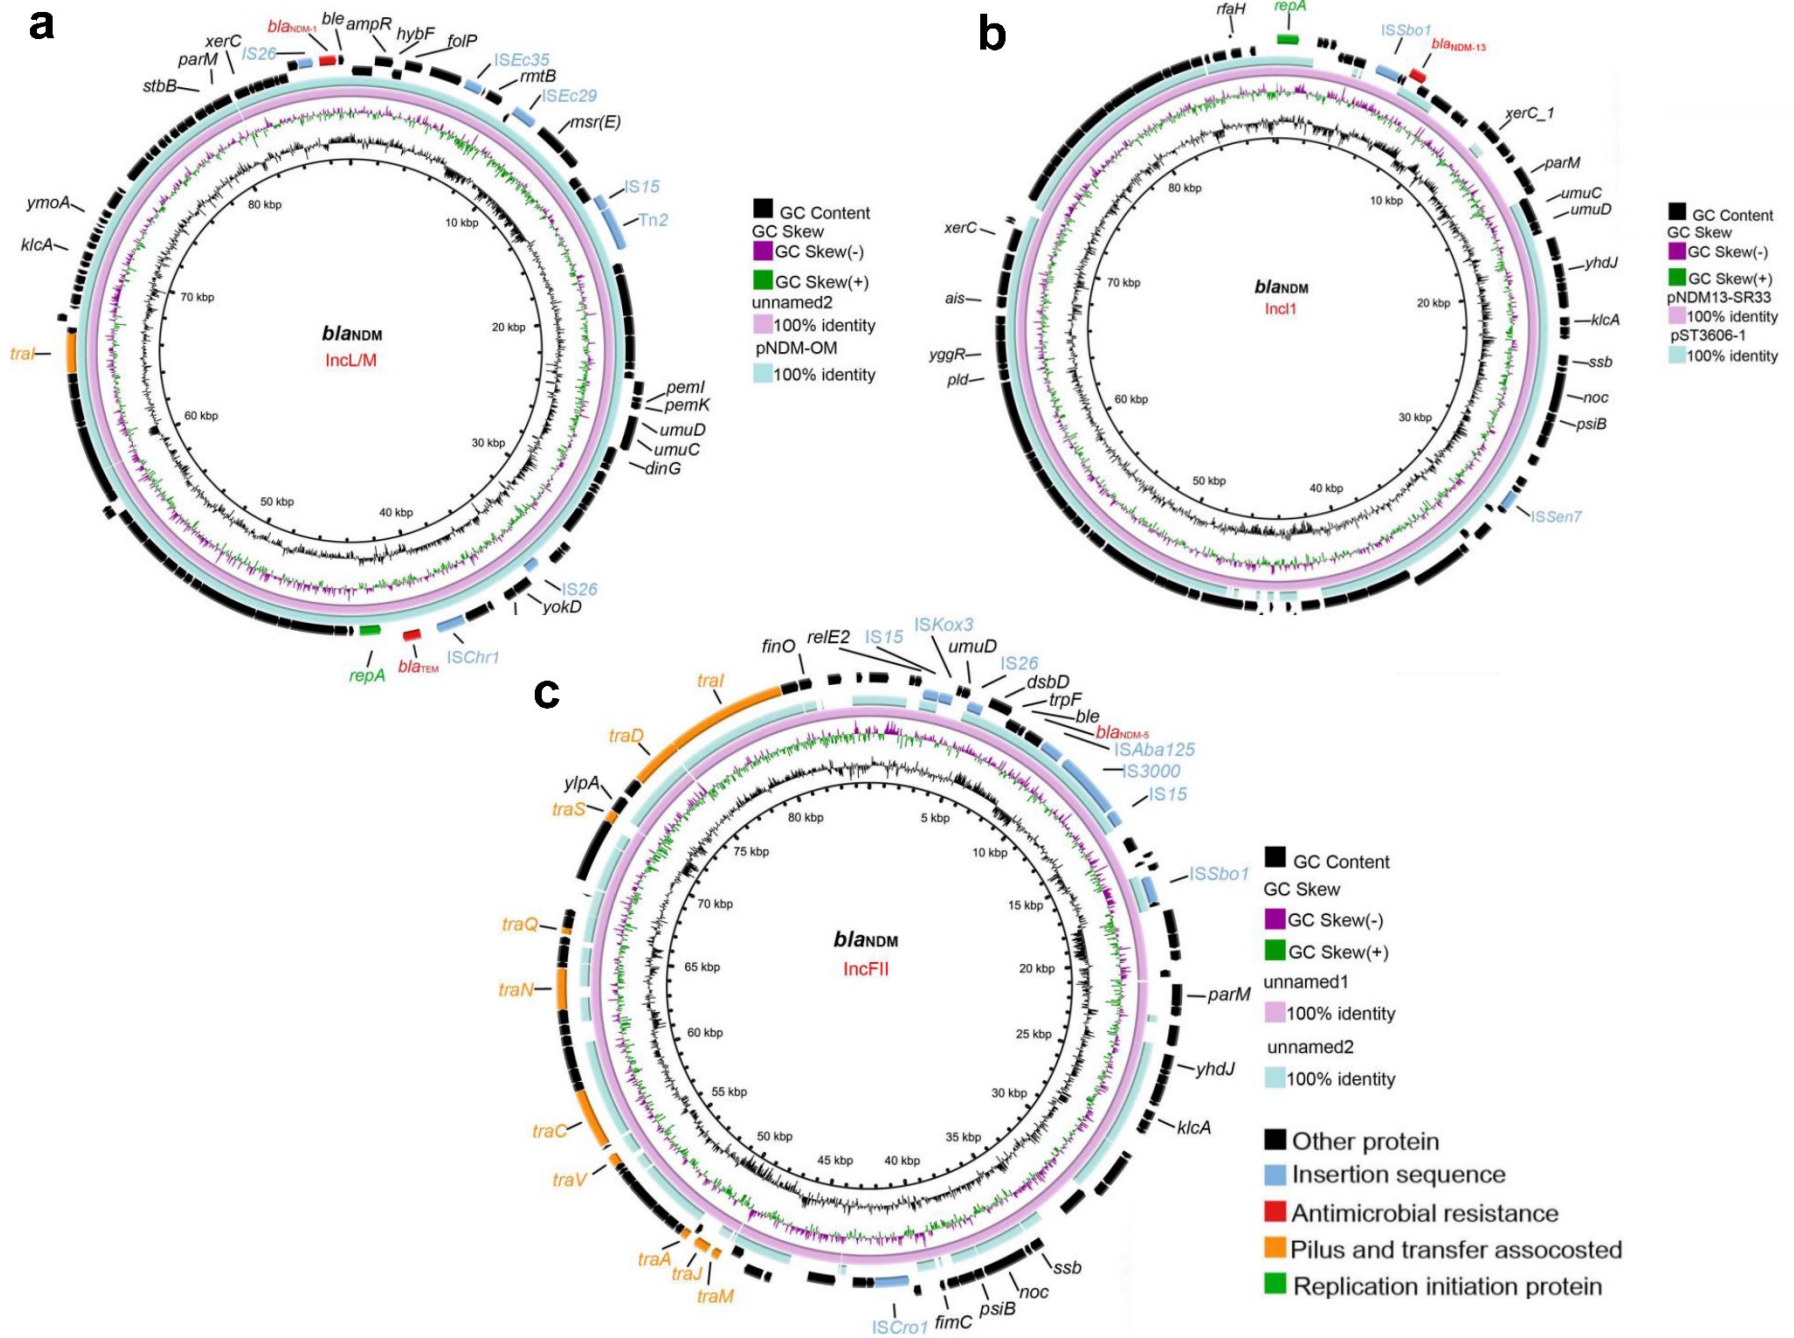 a
blaNDM-1
ble
ampR
hybF
folP
xerC
IS26
parM
stbB
ISEc35
rmtB
ISEc29
msr(E)
IS15
Tn2
ymoA
klcA
traI
pemI
pemK
umuD
umuC
dinG
IS26
yokD
ISChr1
blaTEM
repA
80 kbp
10 kbp
70 kbp
20 kbp
60 kbp
30 kbp
50 kbp
40 kbp
blaNDM
IncL/M
GC Content
GC Skew
GC Skew(-)
GC Skew(+)
unnamed2
100% identity
pNDM-OM
100% identity
b
rfaH
repA
ISSbo1
blaNDM-13
xerC_1
parM
umuC
umuD
yhdJ
klcA
ssb
noc
psiB
ISSen7
xerC
ais
yggR
pld
80 kbp
10 kbp
70 kbp
20 kbp
60 kbp
30 kbp
50 kbp
40 kbp
blaNDM
IncI1
GC Content
GC Skew
GC Skew(-)
GC Skew(+)
pNDM13-SR33
100% identity
pST3606-1
100% identity
c
finO
relE2
IS15
ISKox3
umuD
IS26
dsbD
trpF
ble
blaNDM-5
ISAba125
IS3000
IS15
ISSbo1
parM
yhdJ
klcA
ssb
noc
psiB
fimC
ISCro1
traM
traJ
traA
traV
traC
traN
traQ
traS
ylpA
traD
traI
80 kbp
5 kbp
75 kbp
10 kbp
70 kbp
15 kbp
65 kbp
20 kbp
60 kbp
25 kbp
55 kbp
30 kbp
50 kbp
35 kbp
45 kbp
40 kbp
blaNDM
IncFII
GC Content
GC Skew
GC Skew(-)
GC Skew(+)
unnamed1
100% identity
unnamed2
100% identity
Other protein
Insertion sequence
Antimicrobial resistance
Pilus and transfer assocosted
Replication initiation protein